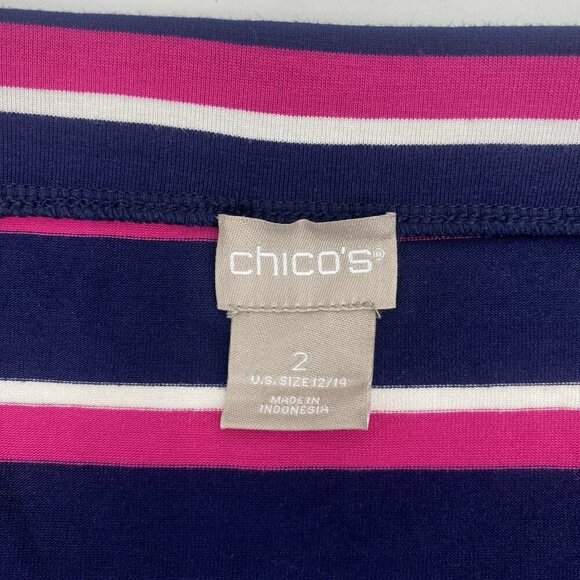 chico's
2
U.S. SIZE 12/14
MADE IN
INDONESIA